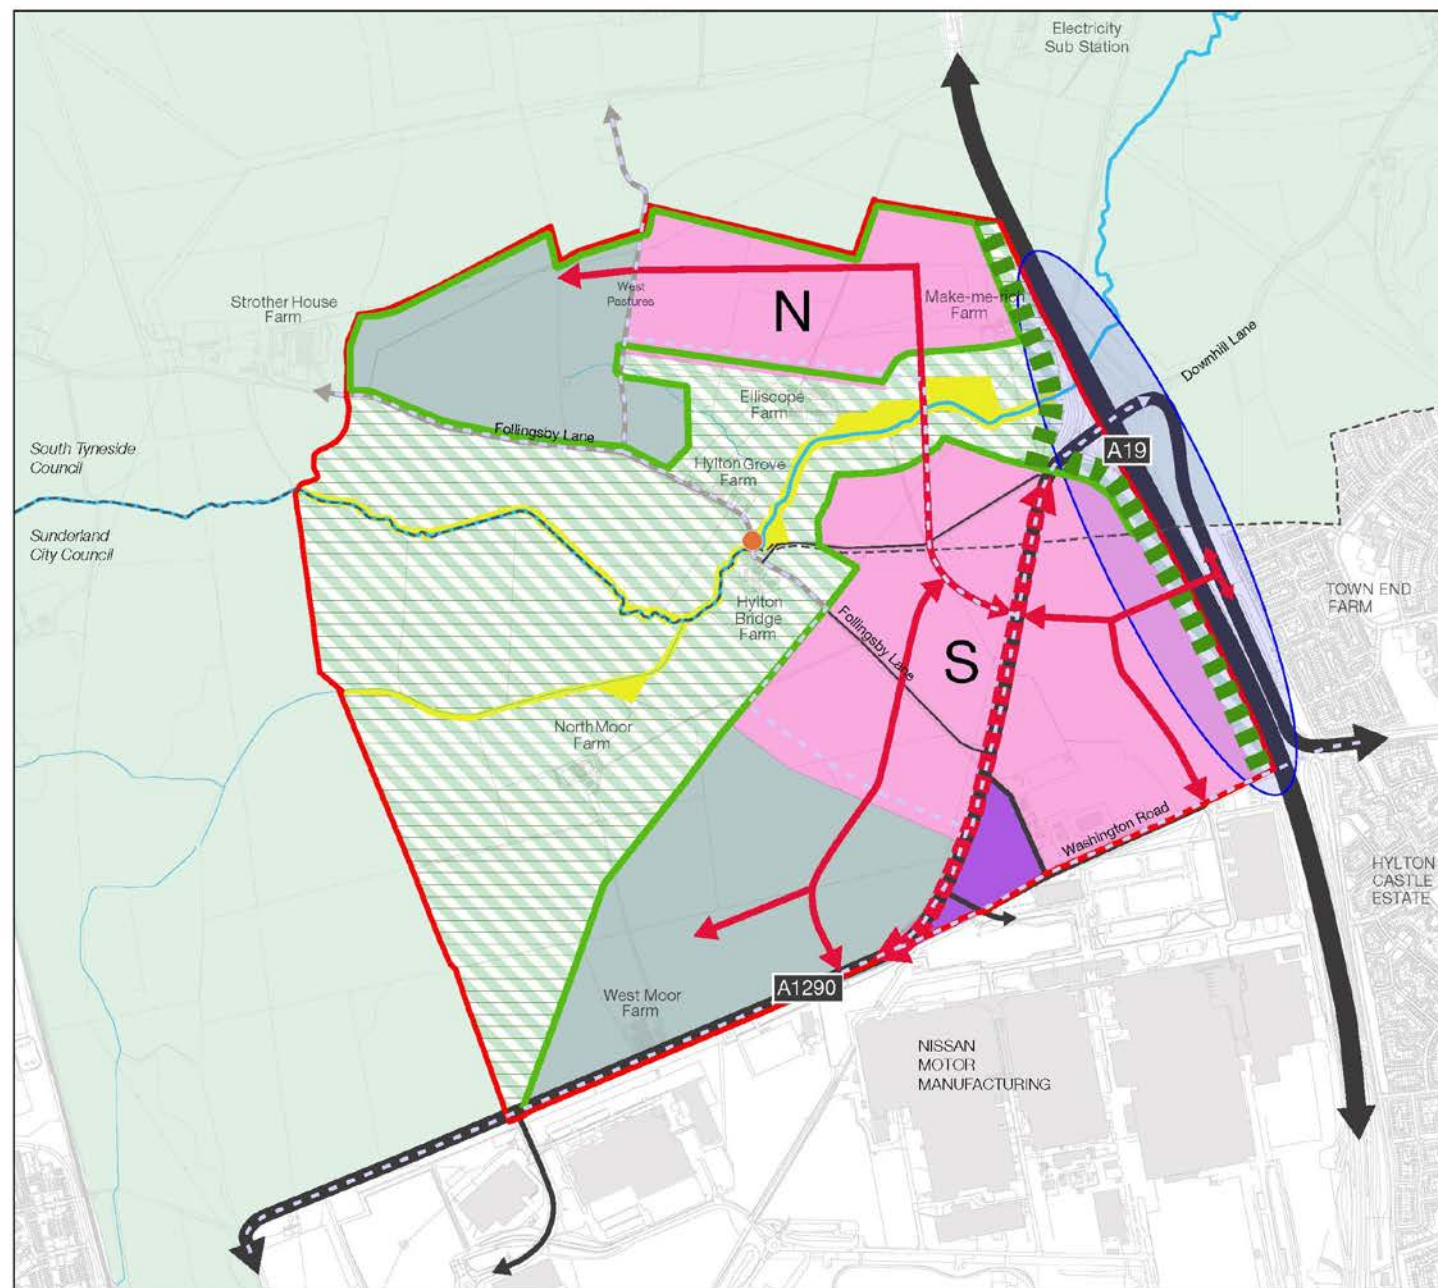 Electricity
Sub Station
Strother House
Farm
West
Pastures
N
Make-me-rich
Farm
Downhill Lane
Elliscope
Farm
Follingsby Lane
A19
South Tyneside
Council
Hylton Grove
Farm
Sunderland
City Council
TOWN END
FARM
Hylton
Bridge
Farm
Follingsby Lane
S
North Moor
Farm
Washington Road
HYLTON
CASTLE
ESTATE
West Moor
Farm
A1290
NISSAN
MOTOR
MANUFACTURING